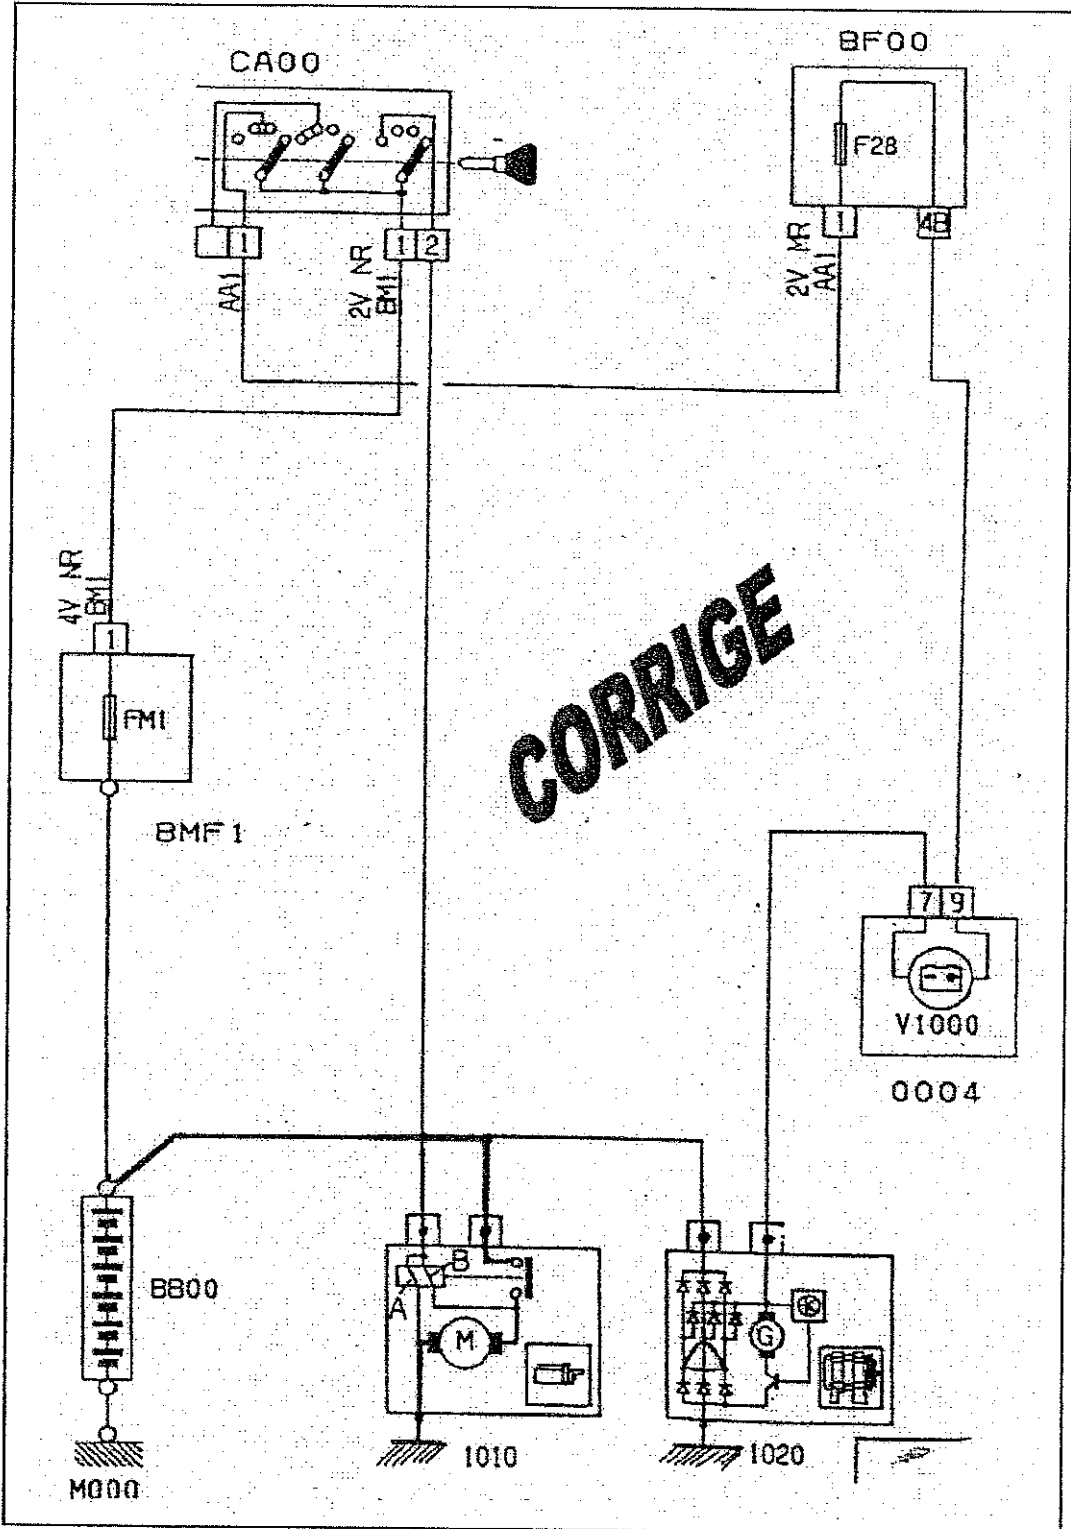 CA00
BF00
F28
1
1 2
1
4B
AA1
2V NR
BM1
2V MR
AA1
4V NR
BM1
1
FM1
BMF1
CORRIGE
7 9
V1000
0004
BB00
A
B
M
G
K
1010
1020
M000